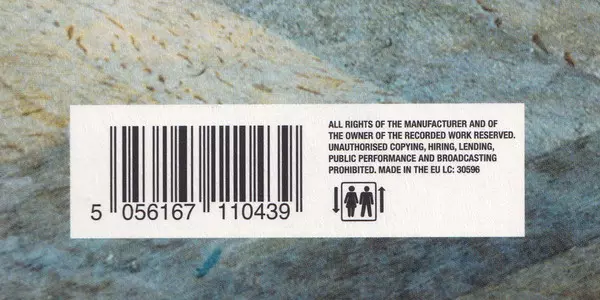 ALL RIGHTS OF THE MANUFACTURER AND OF
THE OWNER OF THE RECORDED WORK RESERVED.
UNAUTHORISED COPYING, HIRING, LENDING,
PUBLIC PERFORMANCE AND BROADCASTING
PROHIBITED. MADE IN THE EU LC: 30596
5 056167 110439